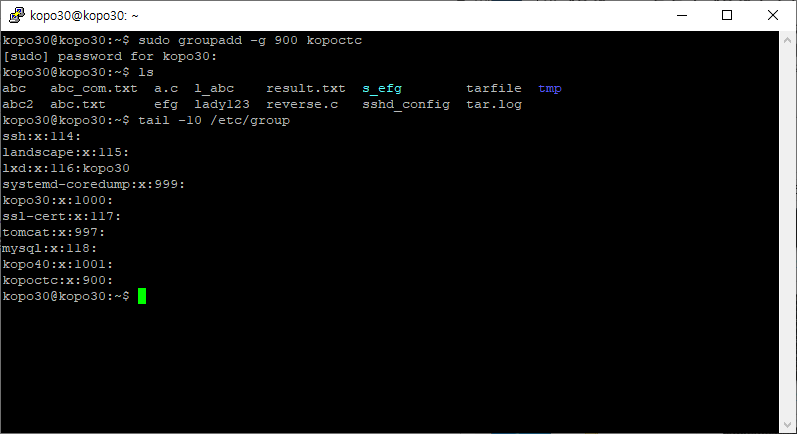 kopo30@kopo30: ~
kopo30@kopo30:~$ sudo groupadd -g 900 kopoctc
[sudo] password for kopo30:
kopo30@kopo30:~$ ls
abc   abc_com.txt  a.c  l_abc    result.txt  s_efg        tarfile  tmp
abc2  abc.txt      efg  lady123  reverse.c   sshd_config  tar.log
kopo30@kopo30:~$ tail -10 /etc/group
ssh:x:114:
landscape:x:115:
lxd:x:116:kopo30
systemd-coredump:x:999:
kopo30:x:1000:
ssl-cert:x:117:
tomcat:x:997:
mysql:x:118:
kopo40:x:1001:
kopoctc:x:900:
kopo30@kopo30:~$